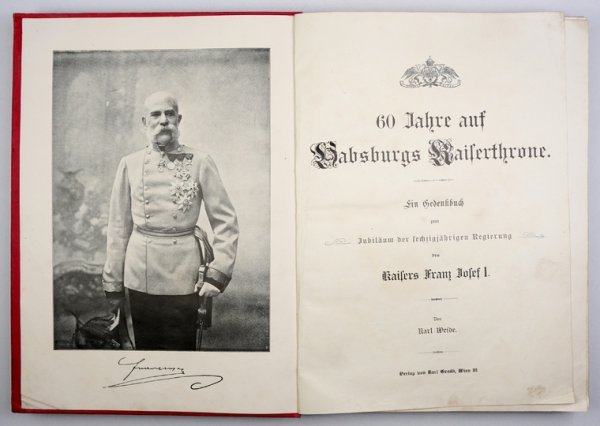 60 Jahre auf
Habsburgs Kaiserthrone.
Ein Gedenkbuch
zum
Jubiläum der sechzigjährigen Regierung
des
Kaisers Franz Josef I.
Von
Karl Weide.
Verlag von Karl Wien